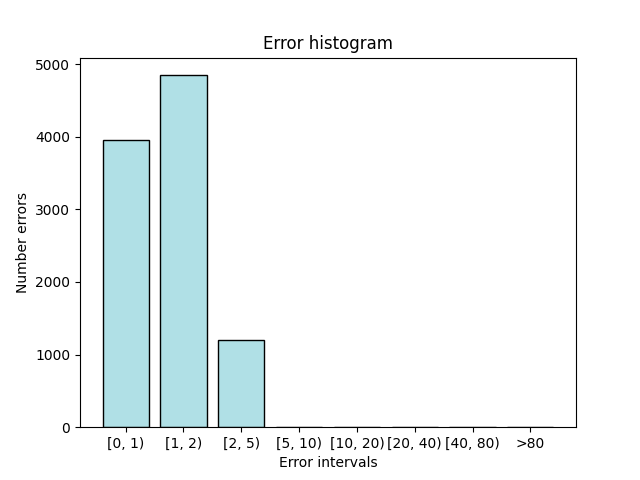 Error histogram
5000
4000
3000
2000
1000
0
Number errors
[0, 1) [1, 2) [2, 5) [5, 10) [10, 20) [20, 40) [40, 80) >80
Error intervals